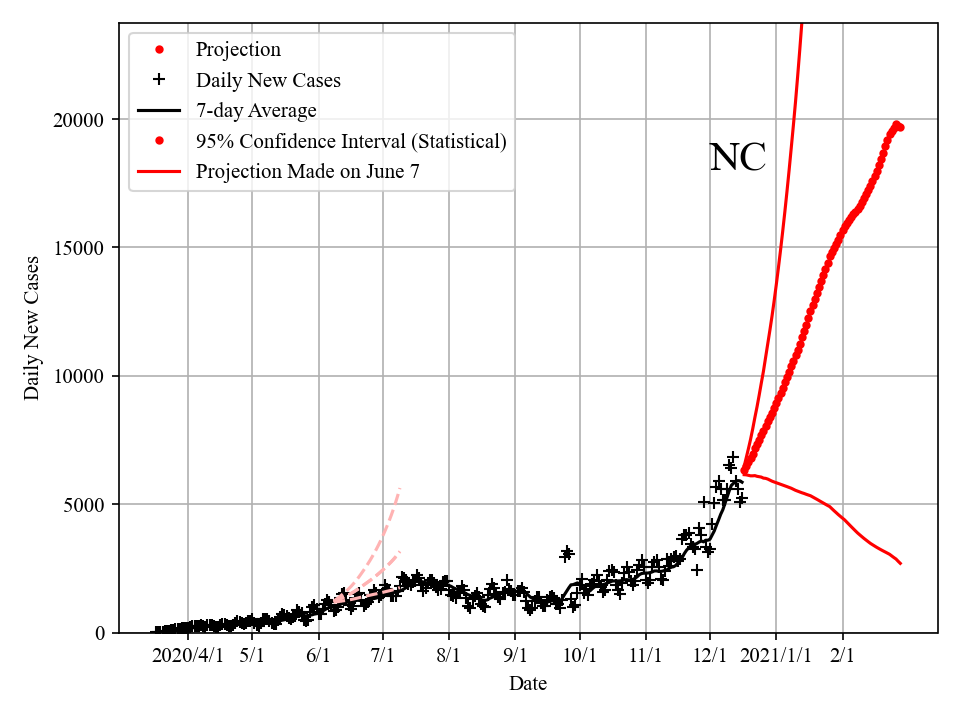 Projection
Daily New Cases
7-day Average
95% Confidence Interval (Statistical)
Projection Made on June 7
NC
20000
15000
10000
5000
0
Daily New Cases
2020/4/1 5/1 6/1 7/1 8/1 9/1 10/1 11/1 12/1 2021/1/1 2/1
Date